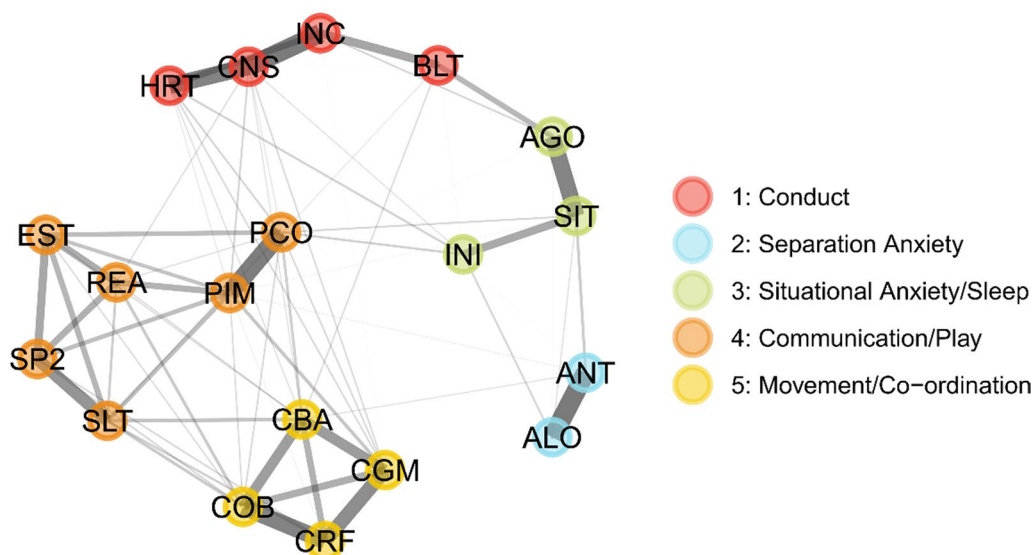 INC
CNS
BLT
HRT
AGO
SIT
PCO
EST
INI
REA
PIM
SP2
ANT
SLT
CBA
ALO
CGM
COB
CRF
1: Conduct
2: Separation Anxiety
3: Situational Anxiety/Sleep
4: Communication/Play
5: Movement/Co−ordination